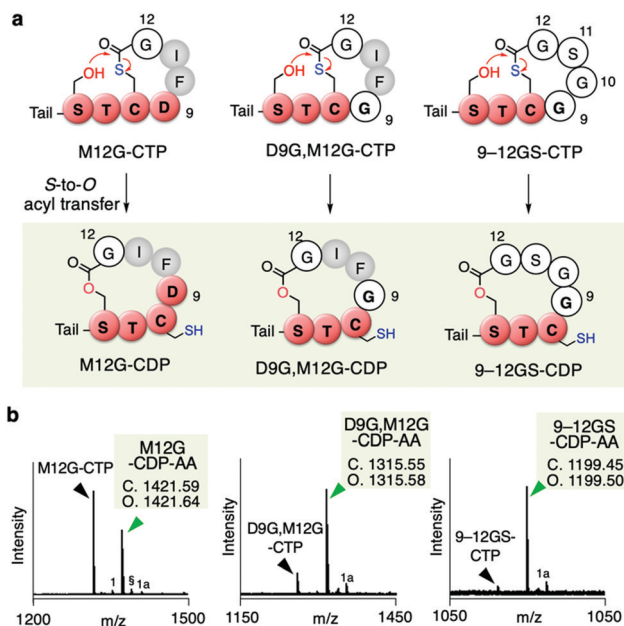 a
12
12
12
11
O
G
I
F
OH
S
Tail
S T C D
9
O
G
I
F
OH
S
Tail
S T C G
9
O
G
S
G
10
OH
S
Tail
S T C G
9
M12G-CTP
D9G,M12G-CTP
9–12GS-CTP
S-to-O
acyl transfer
12
G
I
F
D
9
O
O
Tail
S T C
SH
M12G-CDP
12
G
I
F
G
9
O
O
Tail
S T C
SH
D9G,M12G-CDP
G
S
G
G
9
O
O
Tail
S T C
SH
9–12GS-CDP
b
Intensity
M12G-CTP
M12G
-CDP-AA
C. 1421.59
O. 1421.64
1
§
1a
1200
m/z
1500
Intensity
D9G,M12G
-CTP
D9G,M12G
-CDP-AA
C. 1315.55
O. 1315.58
1a
1150
m/z
1450
Intensity
9–12GS-
CTP
9–12GS
-CDP-AA
C. 1199.45
O. 1199.50
1a
1050
m/z
1050